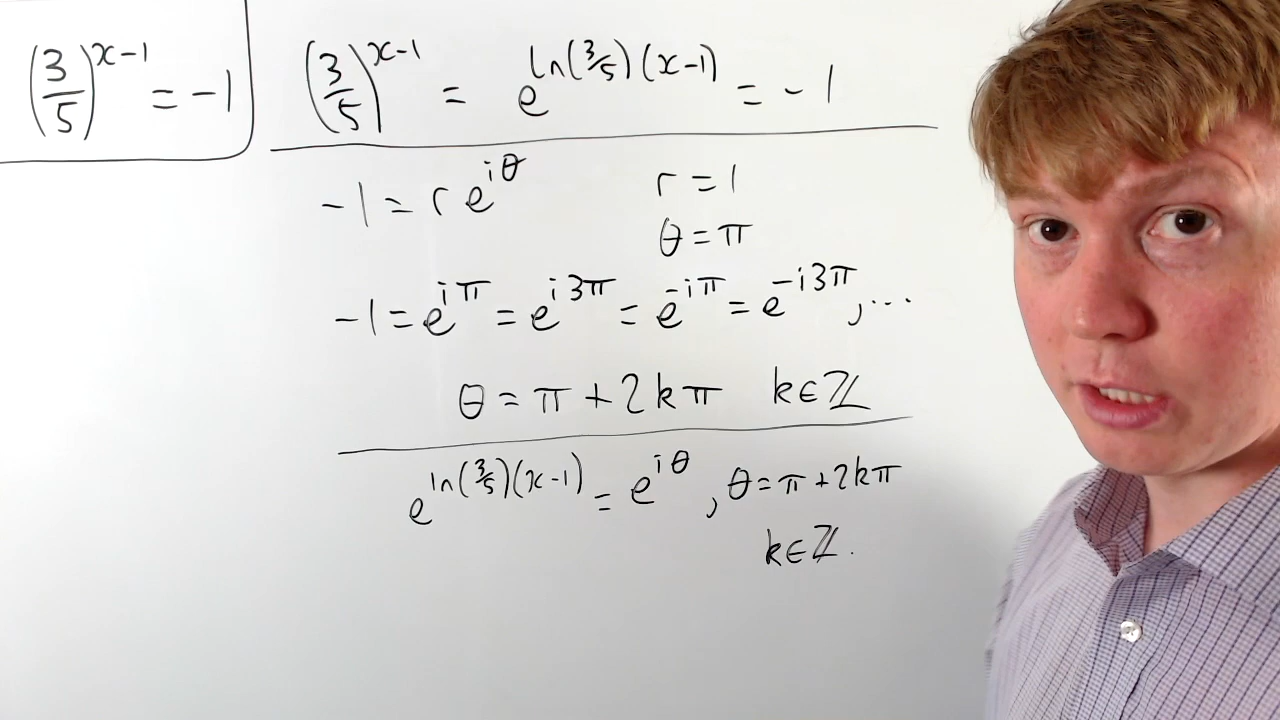 (3/5)^{x-1} = -1
(3/5)^{x-1} = e^{ln(3/5)(x-1)} = -1
-1 = r e^{iθ} r = 1
θ = π
-1 = e^{iπ} = e^{i3π} = e^{-iπ} = e^{-i3π}, ...
θ = π + 2kπ k∈ℤ
e^{ln(3/5)(x-1)} = e^{iθ}, θ = π + 2kπ
k∈ℤ.